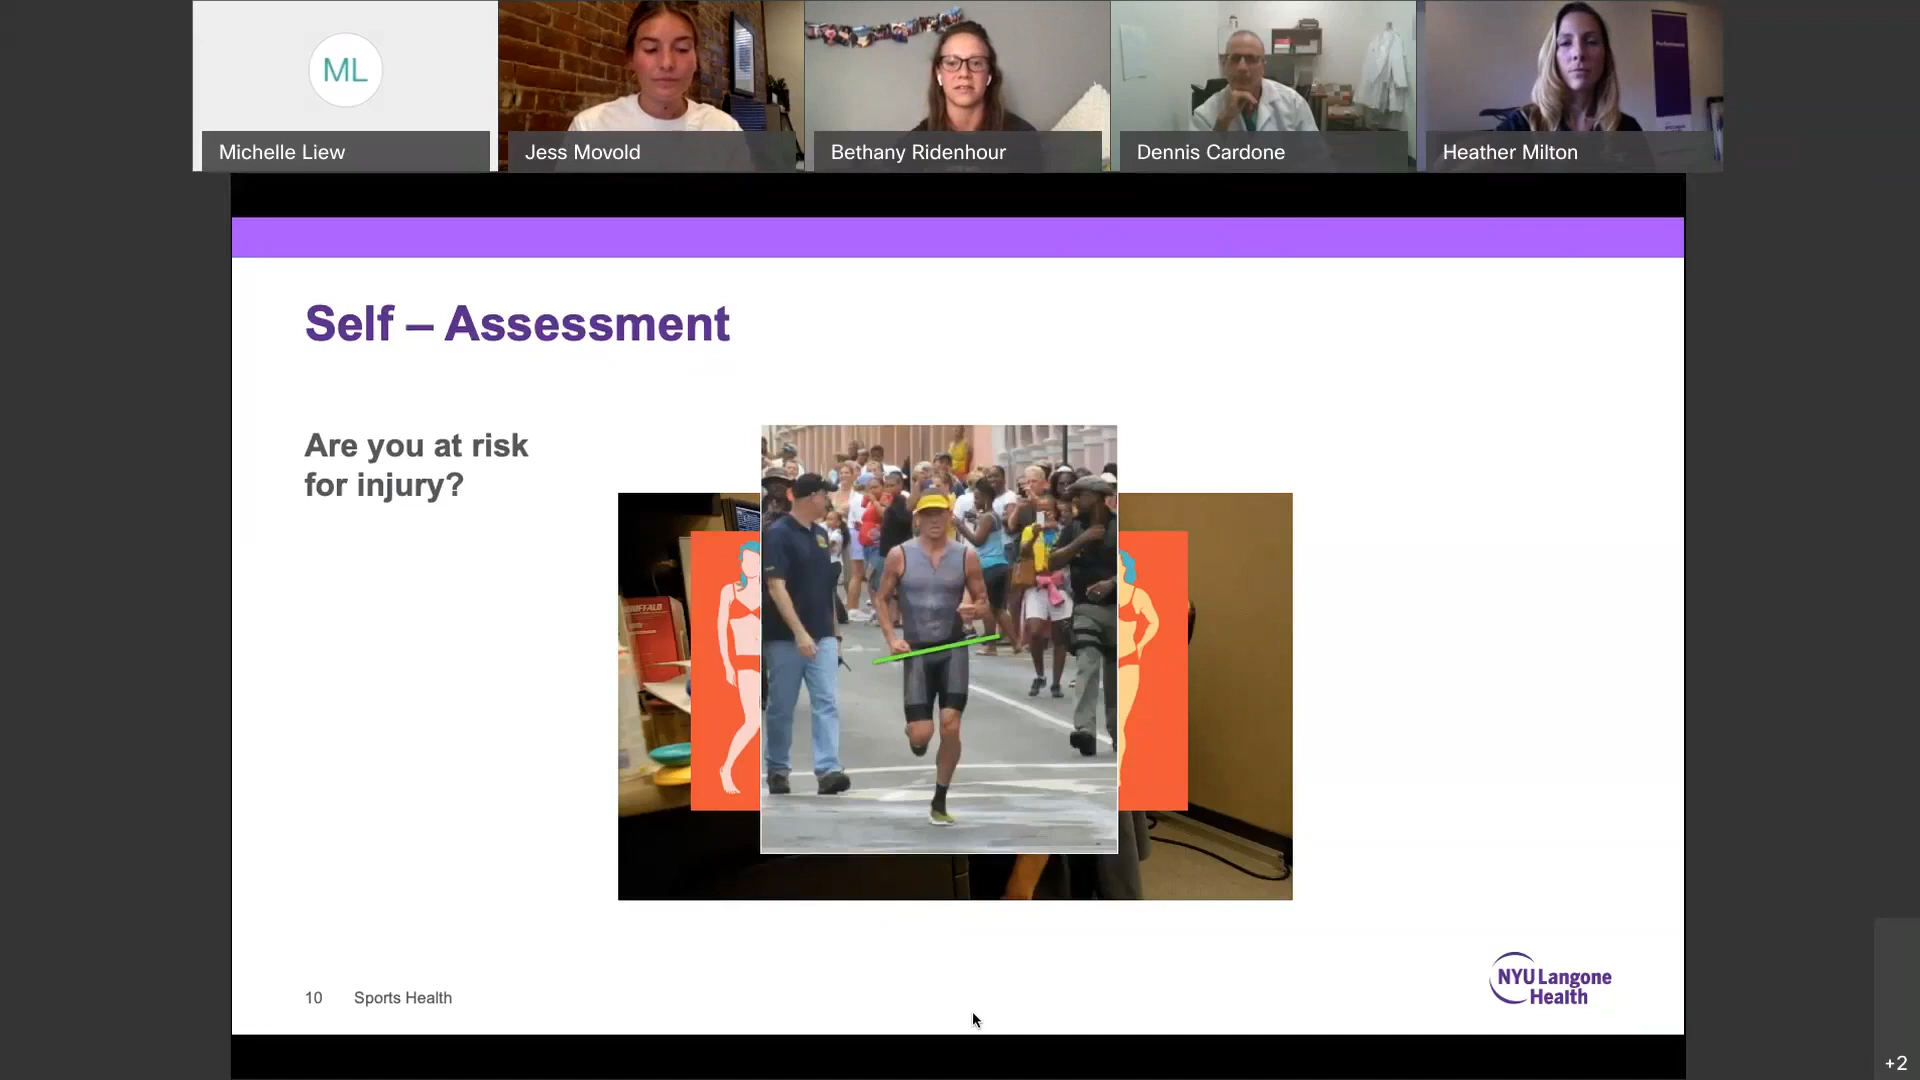 ML
Michelle Liew
Jess Movold
Bethany Ridenhour
Dennis Cardone
Heather Milton
Self – Assessment
Are you at risk
for injury?
BUFFALO
10 Sports Health
NYU Langone
Health
+2